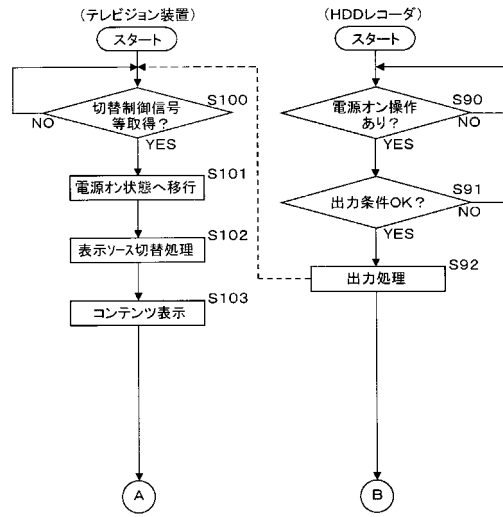 （テレビジョン装置）
スタート
切替制御信号
等取得？
S100
NO
YES
S101
電源オン状態へ移行
S102
表示ソース切替処理
S103
コンテンツ表示
A
（HDDレコーダ）
スタート
電源オン操作
あり？
S90
NO
YES
S91
出力条件OK？
NO
YES
S92
出力処理
B